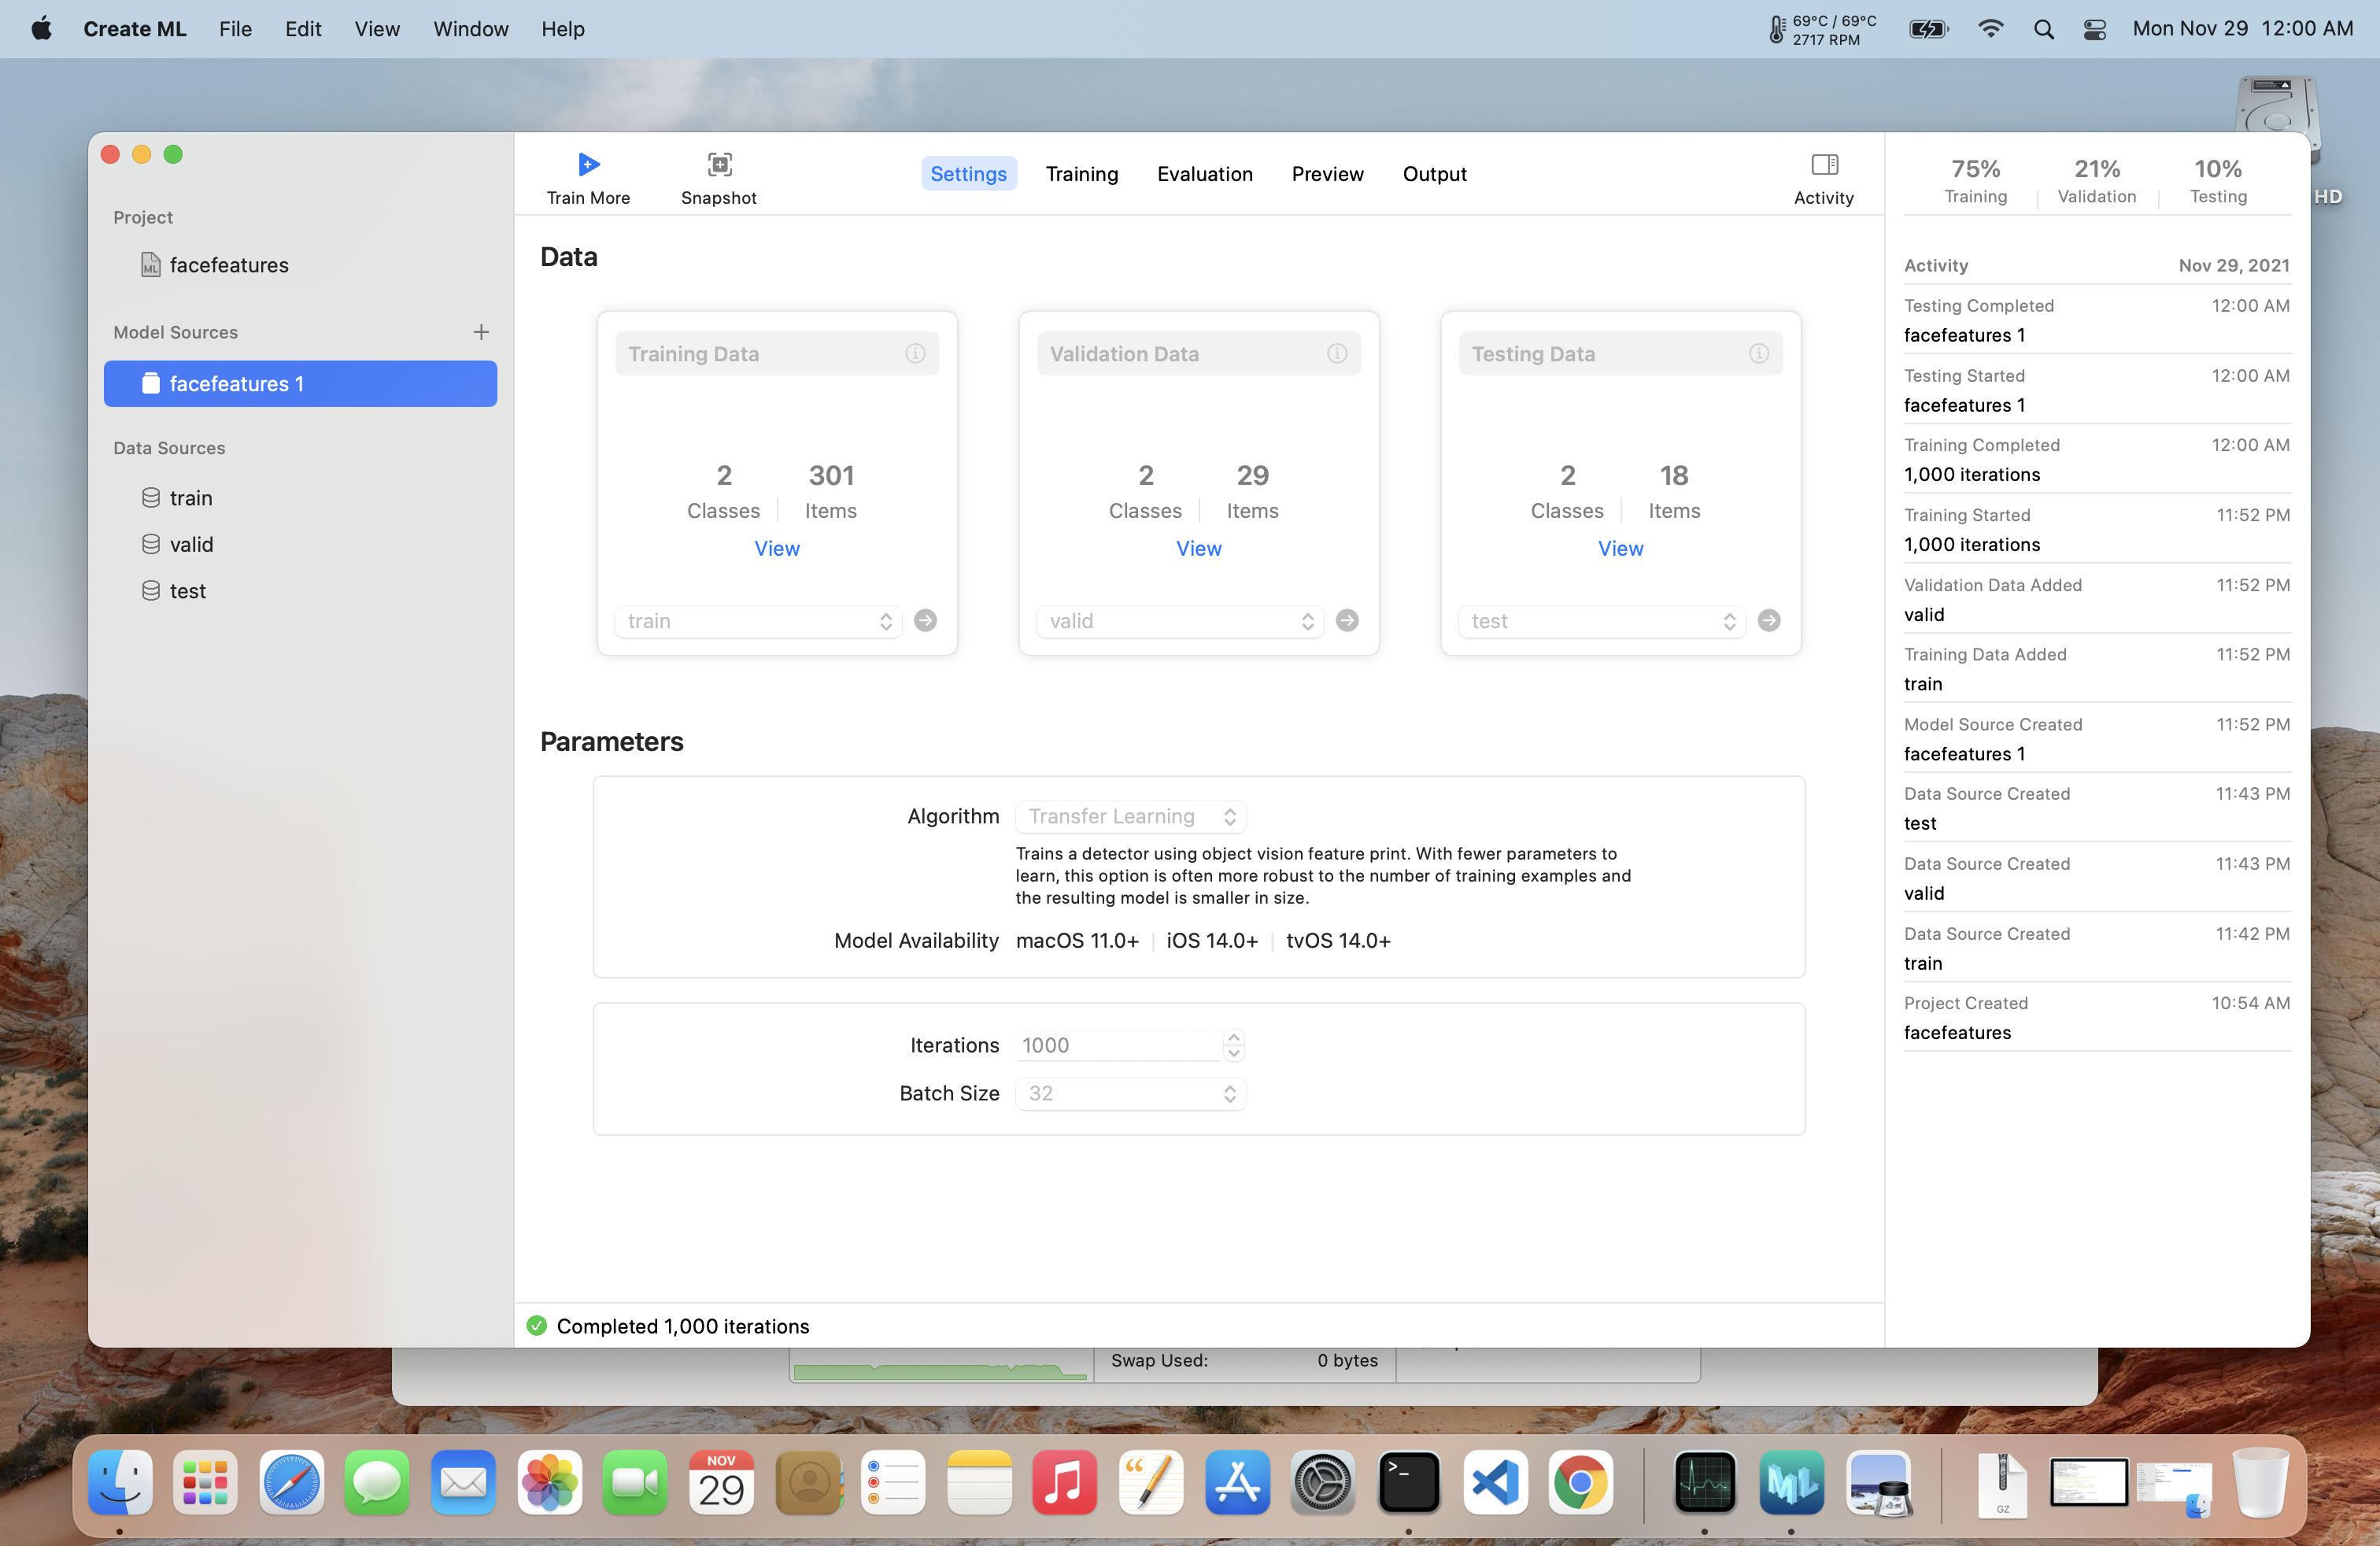 Create ML File Edit View Window Help
69°C / 69°C
2717 RPM
Mon Nov 29 12:00 AM
HD
Project
facefeatures
Model Sources
facefeatures 1
Data Sources
train
valid
test
Train More
Snapshot
Settings Training Evaluation Preview Output
Activity
Data
Training Data
2 301
Classes Items
View
train
Validation Data
2 29
Classes Items
View
valid
Testing Data
2 18
Classes Items
View
test
Parameters
Algorithm Transfer Learning
Trains a detector using object vision feature print. With fewer parameters to
learn, this option is often more robust to the number of training examples and
the resulting model is smaller in size.
Model Availability macOS 11.0+ iOS 14.0+ tvOS 14.0+
Iterations 1000
Batch Size 32
Completed 1,000 iterations
75% 21% 10%
Training Validation Testing
Activity Nov 29, 2021
Testing Completed 12:00 AM
facefeatures 1
Testing Started 12:00 AM
facefeatures 1
Training Completed 12:00 AM
1,000 iterations
Training Started 11:52 PM
1,000 iterations
Validation Data Added 11:52 PM
valid
Training Data Added 11:52 PM
train
Model Source Created 11:52 PM
facefeatures 1
Data Source Created 11:43 PM
test
Data Source Created 11:43 PM
valid
Data Source Created 11:42 PM
train
Project Created 10:54 AM
facefeatures
Swap Used: 0 bytes
NOV
29
>_
ML
GZ